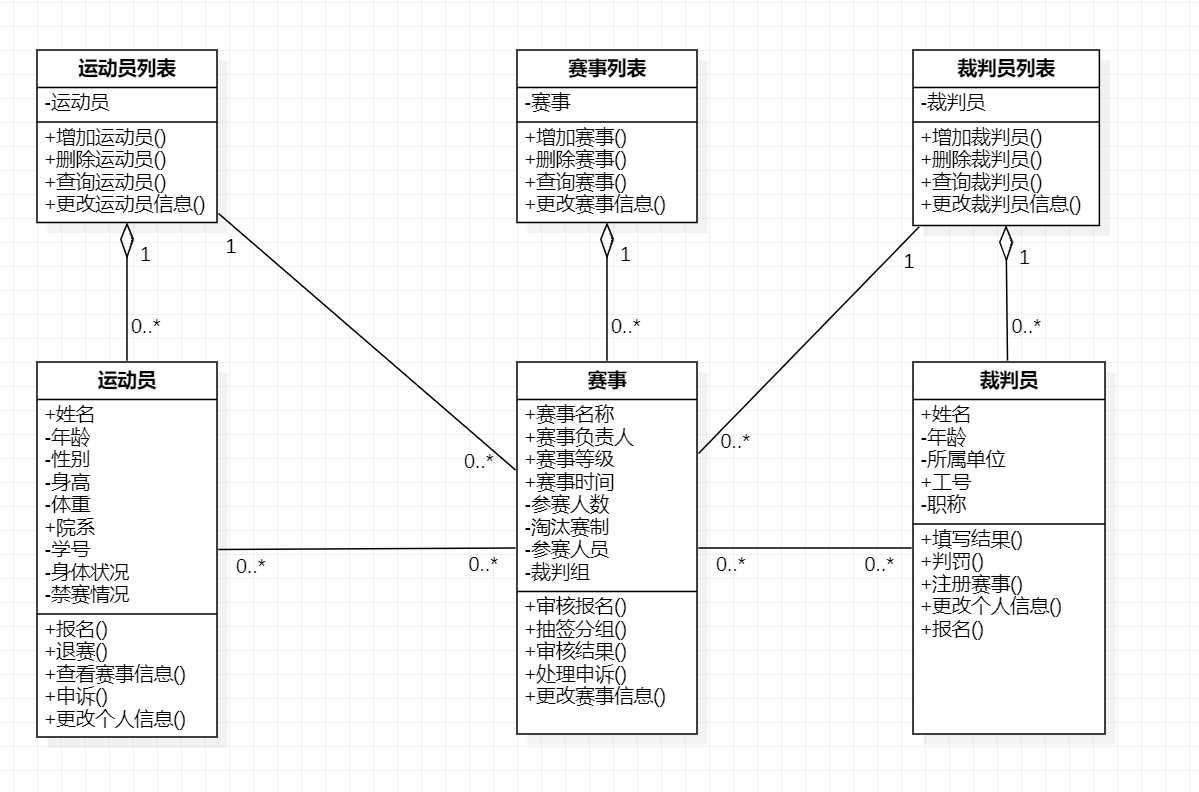 运动员列表
-运动员
+增加运动员()
+删除运动员()
+查询运动员()
+更改运动员信息()
赛事列表
-赛事
+增加赛事()
+删除赛事()
+查询赛事()
+更改赛事信息()
裁判员列表
-裁判员
+增加裁判员()
+删除裁判员()
+查询裁判员()
+更改裁判员信息()
1
1
1
1
1
0..*
0..*
0..*
0..*
0..*
运动员
+姓名
-年龄
-性别
-身高
-体重
+院系
-学号
-身体状况
-禁赛情况
+报名()
+退赛()
+查看赛事信息()
+申诉()
+更改个人信息()
0..*
0..*
赛事
+赛事名称
+赛事负责人
+赛事等级
+赛事时间
-参赛人数
-淘汰赛制
-参赛人员
-裁判组
+审核报名()
+抽签分组()
+审核结果()
+处理申诉()
+更改赛事信息()
0..*
0..*
裁判员
+姓名
-年龄
-所属单位
+工号
-职称
+填写结果()
+判罚()
+注册赛事()
+更改个人信息()
+报名()